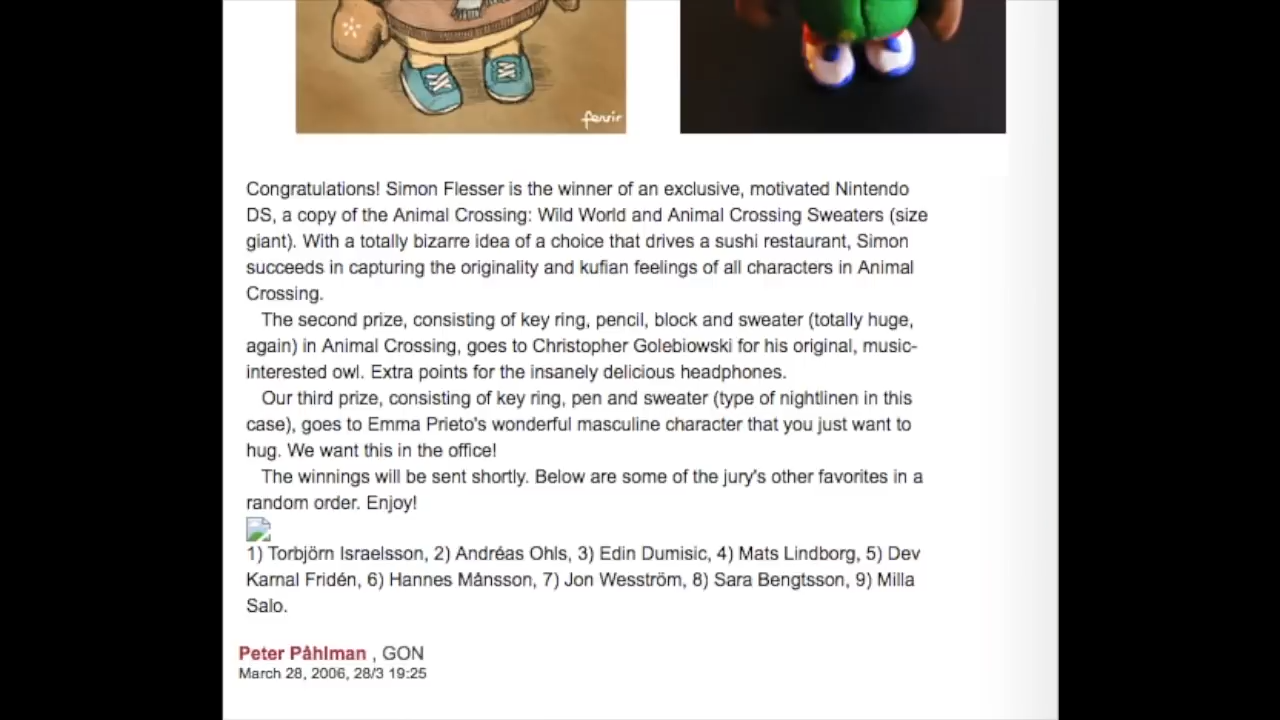 fewir
Congratulations! Simon Flesser is the winner of an exclusive, motivated Nintendo
DS, a copy of the Animal Crossing: Wild World and Animal Crossing Sweaters (size
giant). With a totally bizarre idea of a choice that drives a sushi restaurant, Simon
succeeds in capturing the originality and kufian feelings of all characters in Animal
Crossing.
The second prize, consisting of key ring, pencil, block and sweater (totally huge,
again) in Animal Crossing, goes to Christopher Golebiowski for his original, music-
interested owl. Extra points for the insanely delicious headphones.
Our third prize, consisting of key ring, pen and sweater (type of nightlinen in this
case), goes to Emma Prieto's wonderful masculine character that you just want to
hug. We want this in the office!
The winnings will be sent shortly. Below are some of the jury's other favorites in a
random order. Enjoy!
1) Torbjörn Israelsson, 2) Andréas Ohls, 3) Edin Dumisic, 4) Mats Lindborg, 5) Dev
Karnal Fridén, 6) Hannes Månsson, 7) Jon Wesström, 8) Sara Bengtsson, 9) Milla
Salo.
Peter Påhlman , GON
March 28, 2006, 28/3 19:25